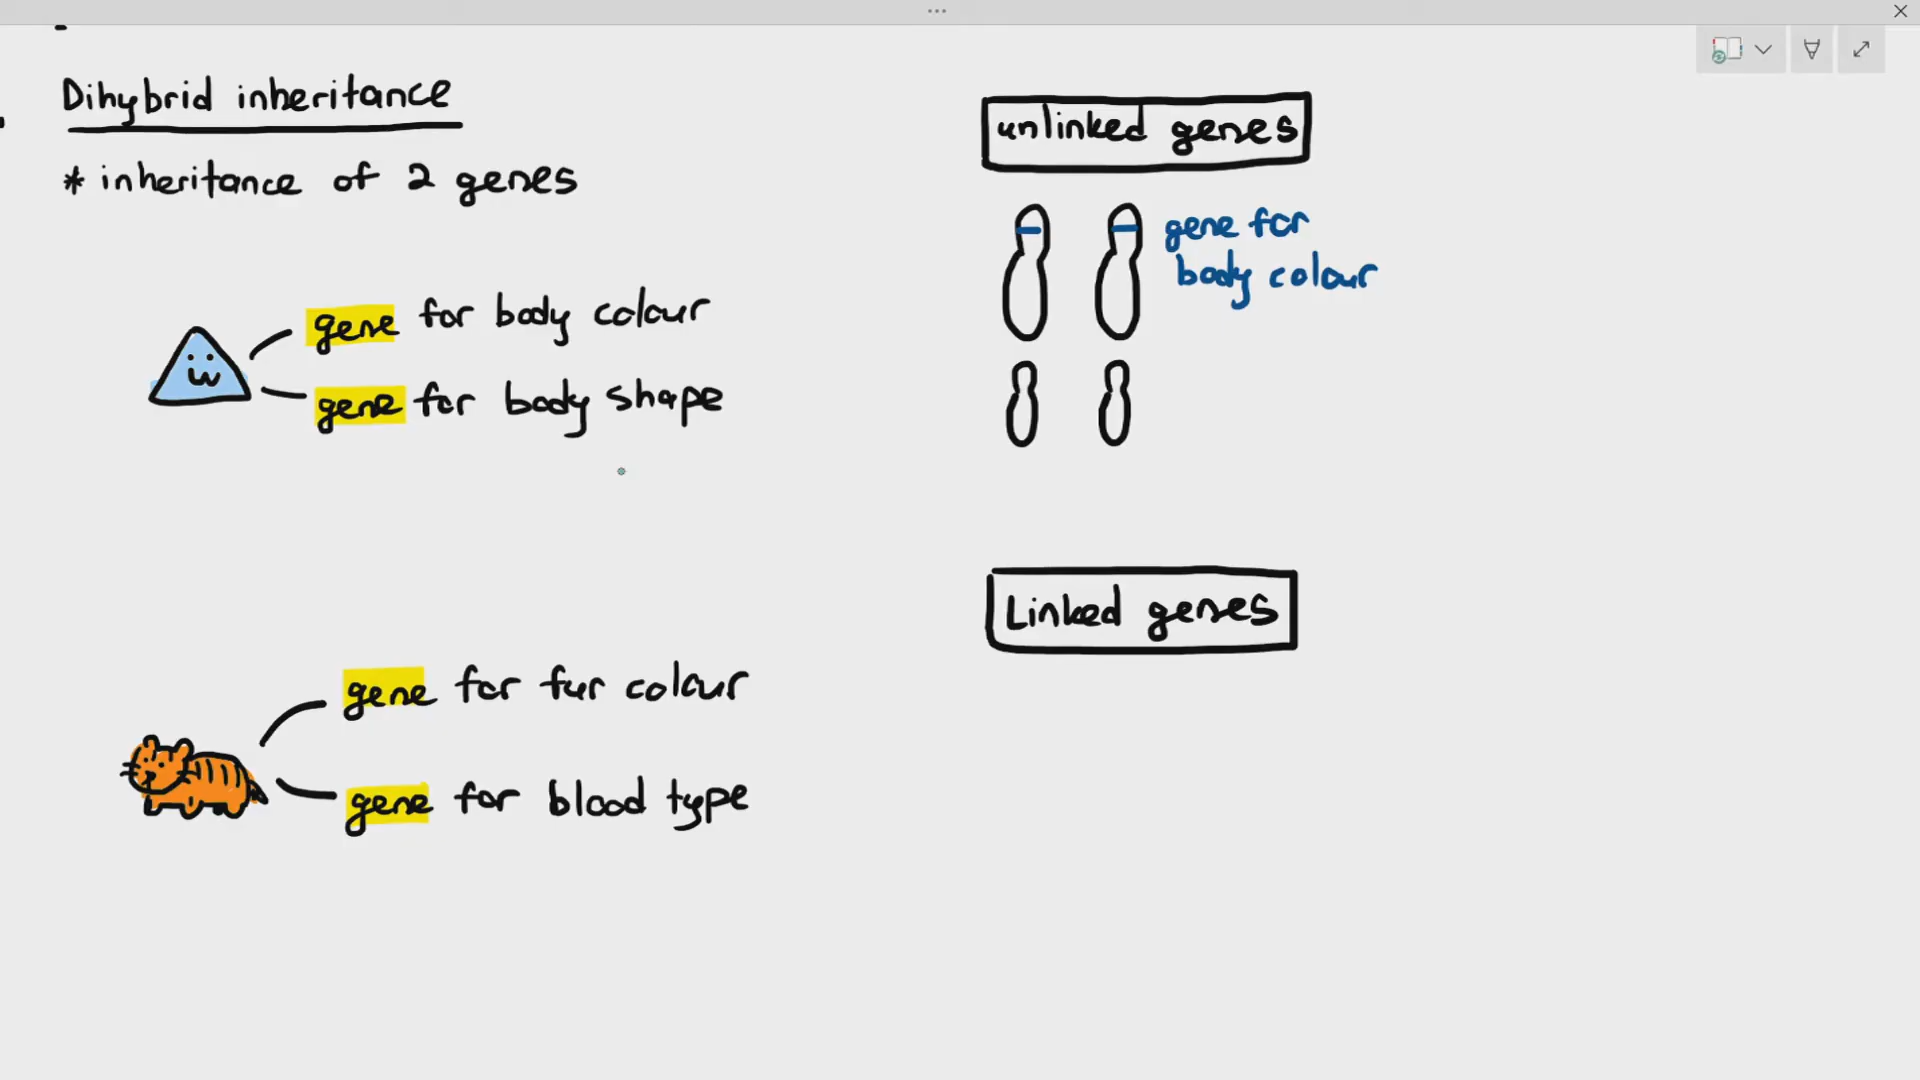 Dihybrid inheritance
* inheritance of 2 genes
gene for body colour
gene for body shape
gene for fur colour
gene for blood type
unlinked genes
gene for
body colour
Linked genes